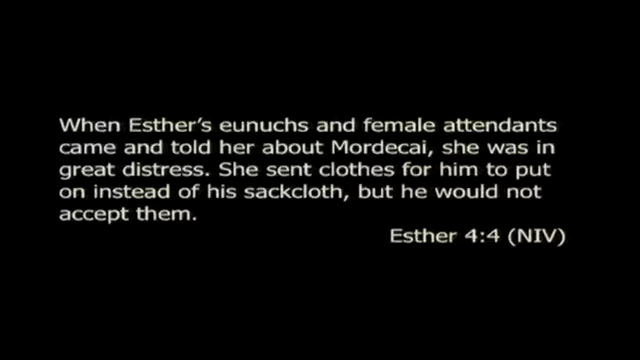 When Esther's eunuchs and female attendants
came and told her about Mordecai, she was in
great distress. She sent clothes for him to put
on instead of his sackcloth, but he would not
accept them.
Esther 4:4 (NIV)